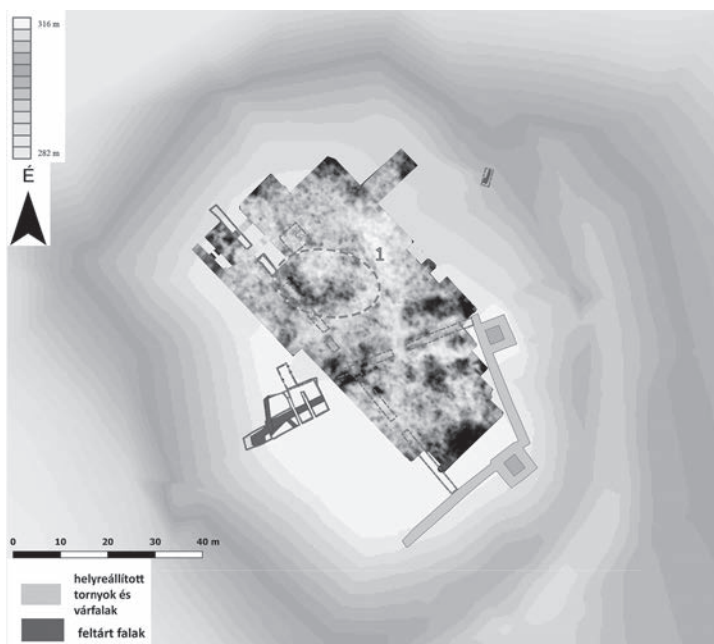 316 m
282 m
É
1
0 10 20 30 40 m
helyreállított
tornyok és
várfalak
feltárt falak